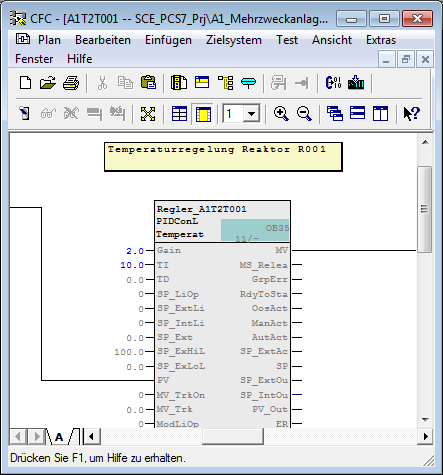 CFC - [A1T2T001 -- SCE_PCS7_Prj\A1_Mehrzweckanlag...
Plan Bearbeiten Einfügen Zielsystem Test Ansicht Extras
Fenster Hilfe
1
Temperaturregelung Reaktor R001
Regler_A1T2T001
PIDConL
Temperat
OB35
11/-
2.0 Gain MV
10.0 TI MS_Relea
0.0 TD GrpErr
0 SP_LiOp RdyToSta
0 SP_ExtLi OosAct
0 SP_IntLi ManAct
0.0 SP_Ext AutAct
100.0 SP_ExHiL SP_ExtAc
0.0 SP_ExLoL SP
PV SP_ExtOu
0 MV_TrkOn SP_IntOu
0.0 MV_Trk PV_Out
0 ModLiOp ER
A
Drücken Sie F1, um Hilfe zu erhalten.